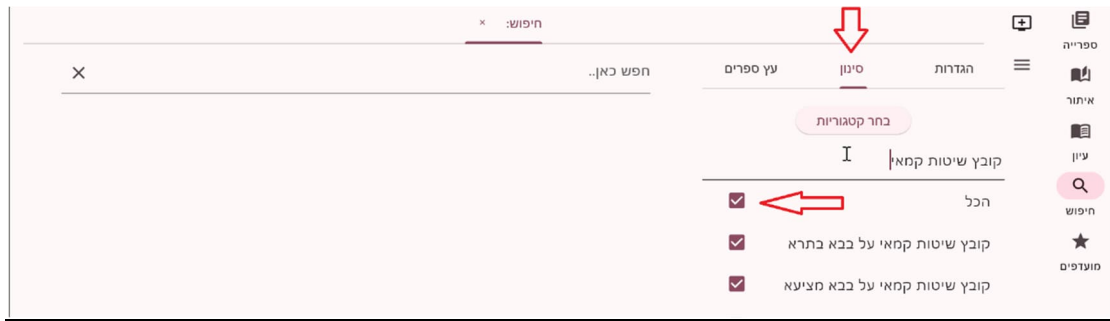 ספרייה
איתור
עיון
חיפוש
מועדפים
חיפוש: ×
הגדרות סינון עץ ספרים
בחר קטגוריות
קובץ שיטות קמאי
הכל
קובץ שיטות קמאי על בבא בתרא
קובץ שיטות קמאי על בבא מציעא
חפש כאן..